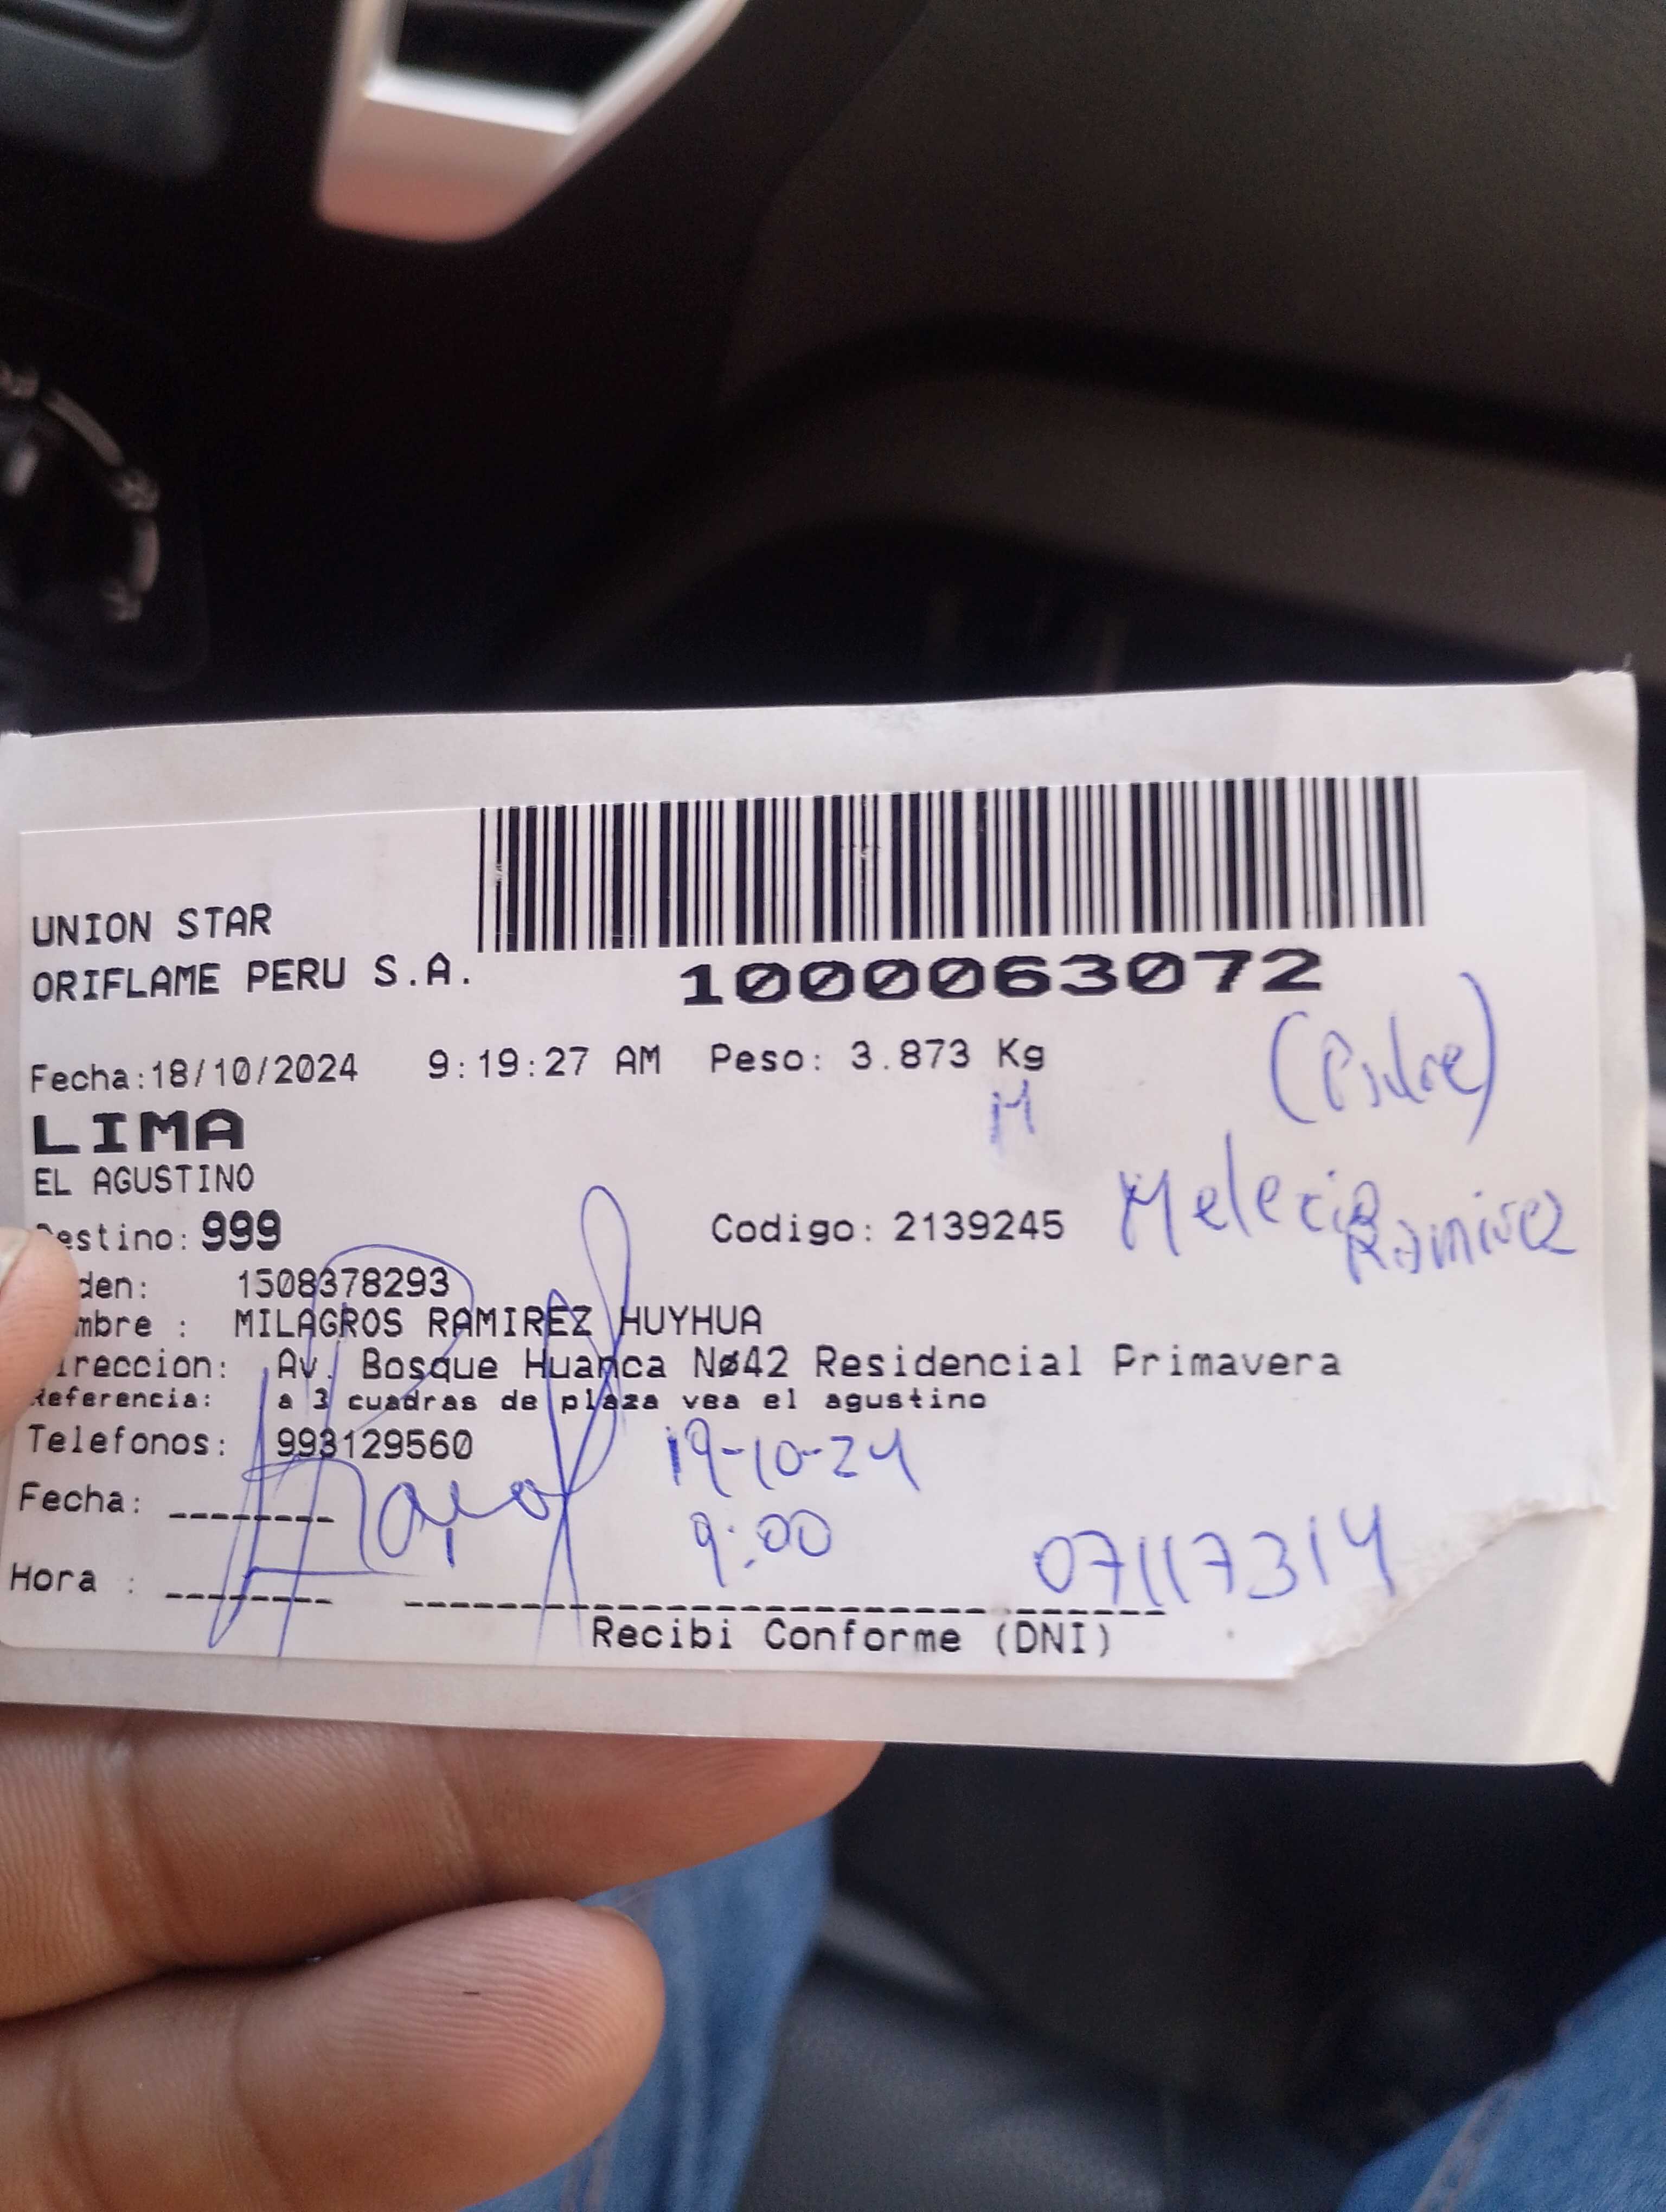 UNION STAR
ORIFLAME PERU S.A.
1000063072
Fecha:18/10/2024 9:19:27 AM Peso: 3.873 Kg
M
LIMA
EL AGUSTINO
estino: 999 Codigo: 2139245
Ramirez
den: 1508378293
mbre : MILAGROS RAMIREZ HUYHUA
ireccion: Av. Bosque Huanca Nø42 Residencial Primavera
Referencia: a 3 cuadras de plaza vea el agustino
Telefonos: 993129560
19-10-24
Fecha:
9:00
07117314
Hora :
Recibi Conforme (DNI)